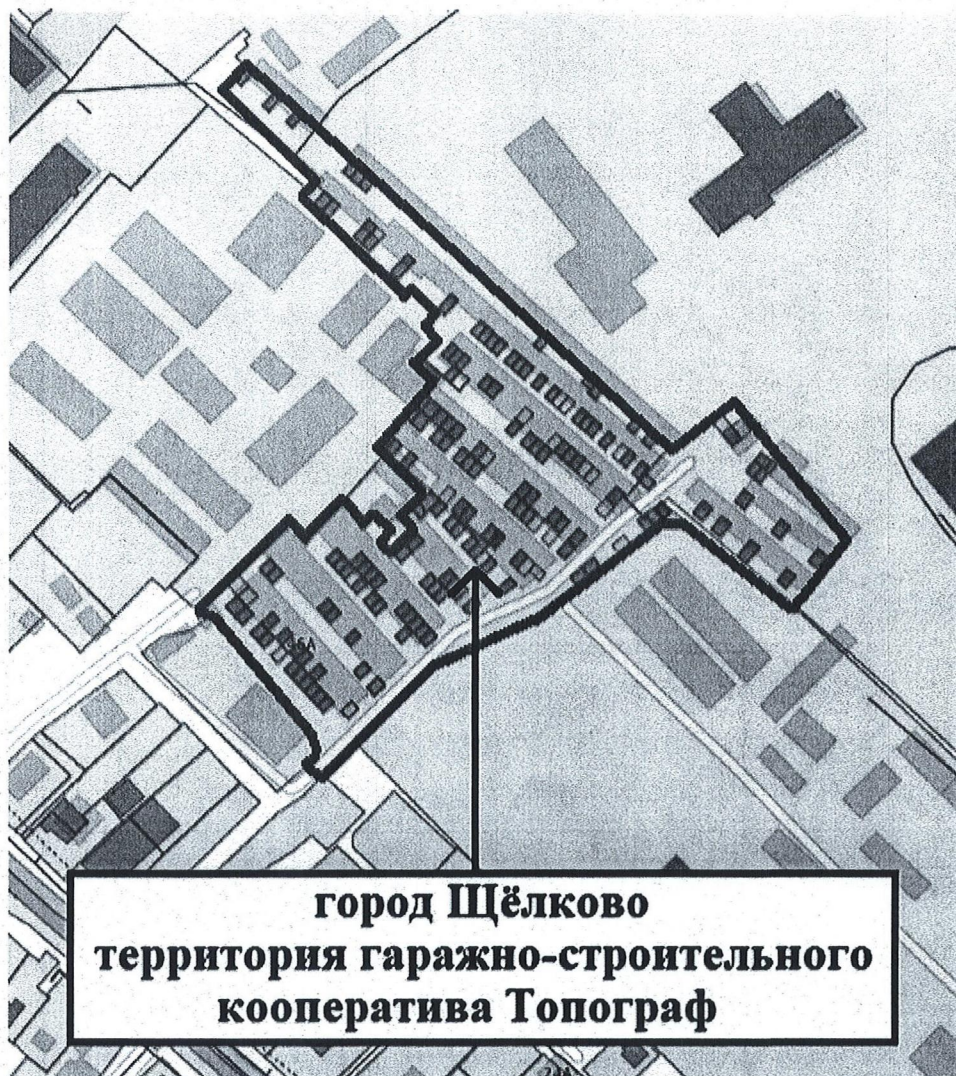 город Щёлково
территория гаражно-строительного
кооператива Топограф